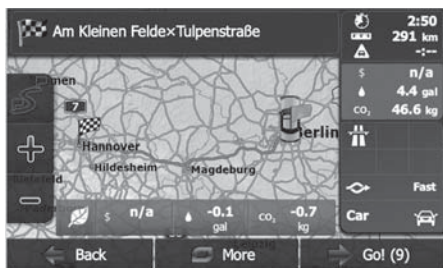 Am Kleinen Felde×Tulpenstraße
2:50
291 km
-:--
$ n/a
4.4 gal
CO₂ 46.6 kg
7
Hannover
erlin
Hildesheim
Magdeburg
$ n/a
-0.1 gal
CO₂ -0.7 kg
Fast
Car
Back
More
Go! (9)